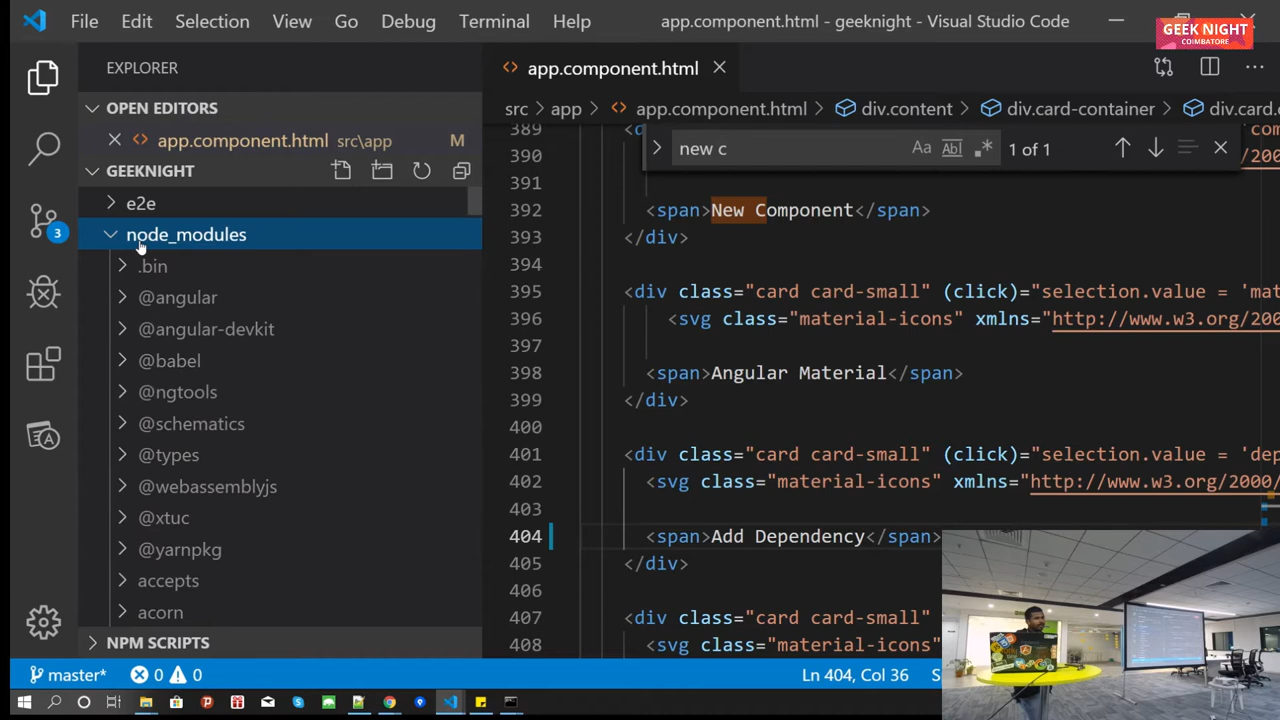 File Edit Selection View Go Debug Terminal Help app.component.html - geeknight - Visual Studio Code
GEEK NIGHT
COIMBATORE
EXPLORER
OPEN EDITORS
app.component.html src\app M
GEEKNIGHT
e2e
node_modules
.bin
@angular
@angular-devkit
@babel
@ngtools
@schematics
@types
@webassemblyjs
@xtuc
@yarnpkg
accepts
acorn
NPM SCRIPTS
3
app.component.html
src > app > app.component.html > div.content > div.card-container > div.card.
new c Aa Abl .* 1 of 1
389
390
391
392 <span>New Component</span>
393 </div>
394
395 <div class="card card-small" (click)="selection.value = 'mat
396 <svg class="material-icons" xmlns="http://www.w3.org/200
397
398 <span>Angular Material</span>
399 </div>
400
401 <div class="card card-small" (click)="selection.value = 'dep
402 <svg class="material-icons" xmlns="http://www.w3.org/2000/
403
404 <span>Add Dependency</span>
405 </div>
406
407 <div class="card card-small"
408 <svg class="material-icons"
master* 0 0 Ln 404, Col 36 S